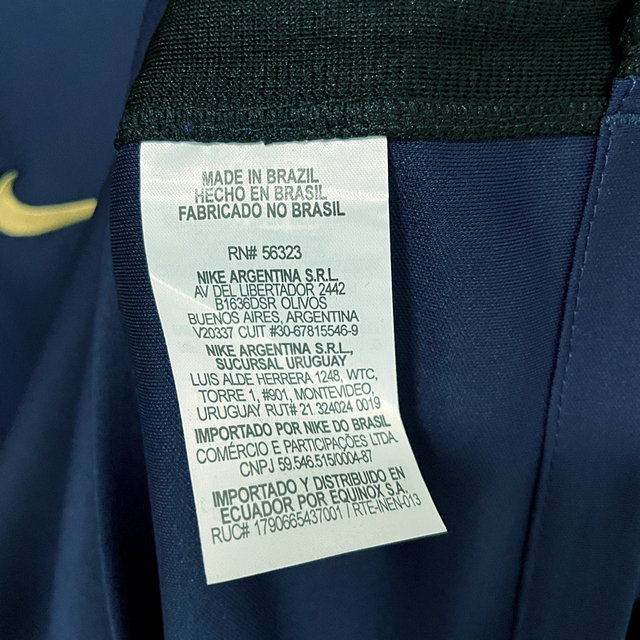 MADE IN BRAZIL
HECHO EN BRASIL
FABRICADO NO BRASIL
RN# 56323
NIKE ARGENTINA S.R.L.
AV DEL LIBERTADOR 2442
B1636DSR OLIVOS
BUENOS AIRES, ARGENTINA
V20337 CUIT #30-67815546-9
NIKE ARGENTINA S.R.L.,
SUCURSAL URUGUAY
LUIS ALDE HERRERA 1248, WTC,
TORRE 1, #901, MONTEVIDEO,
URUGUAY RUT# 21 324024 0019
IMPORTADO POR NIKE DO BRASIL
COMÉRCIO E PARTICIPAÇÕES LTDA
CNPJ 59.546.515/0004-87
IMPORTADO Y DISTRIBUIDO EN
ECUADOR POR EQUINOX S.A.
RUC# 1790665437001 / RTE-INEN-013